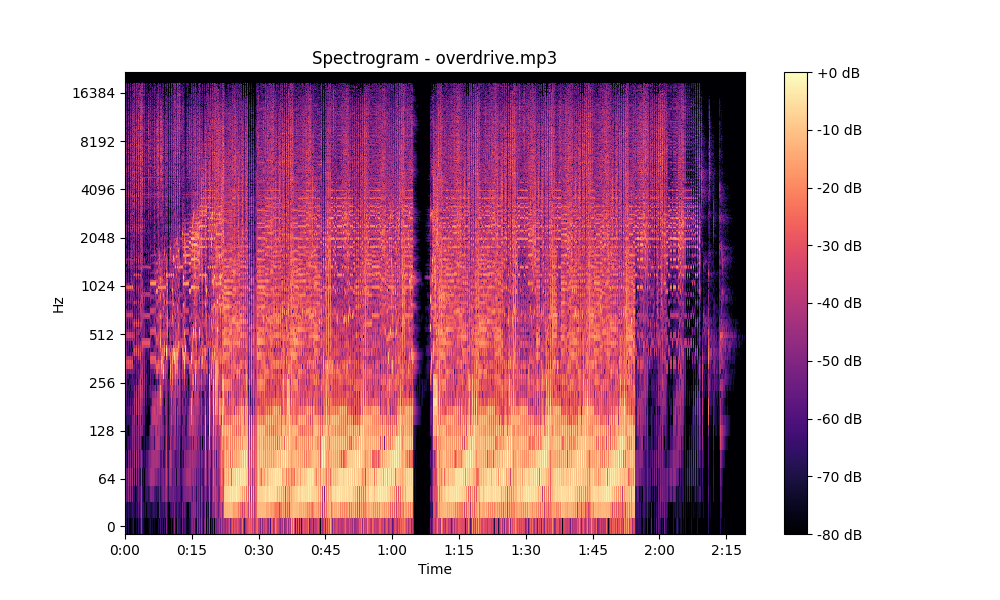 Spectrogram - overdrive.mp3
Hz
16384
8192
4096
2048
1024
512
256
128
64
0
0:00 0:15 0:30 0:45 1:00 1:15 1:30 1:45 2:00 2:15
Time
+0 dB
-10 dB
-20 dB
-30 dB
-40 dB
-50 dB
-60 dB
-70 dB
-80 dB